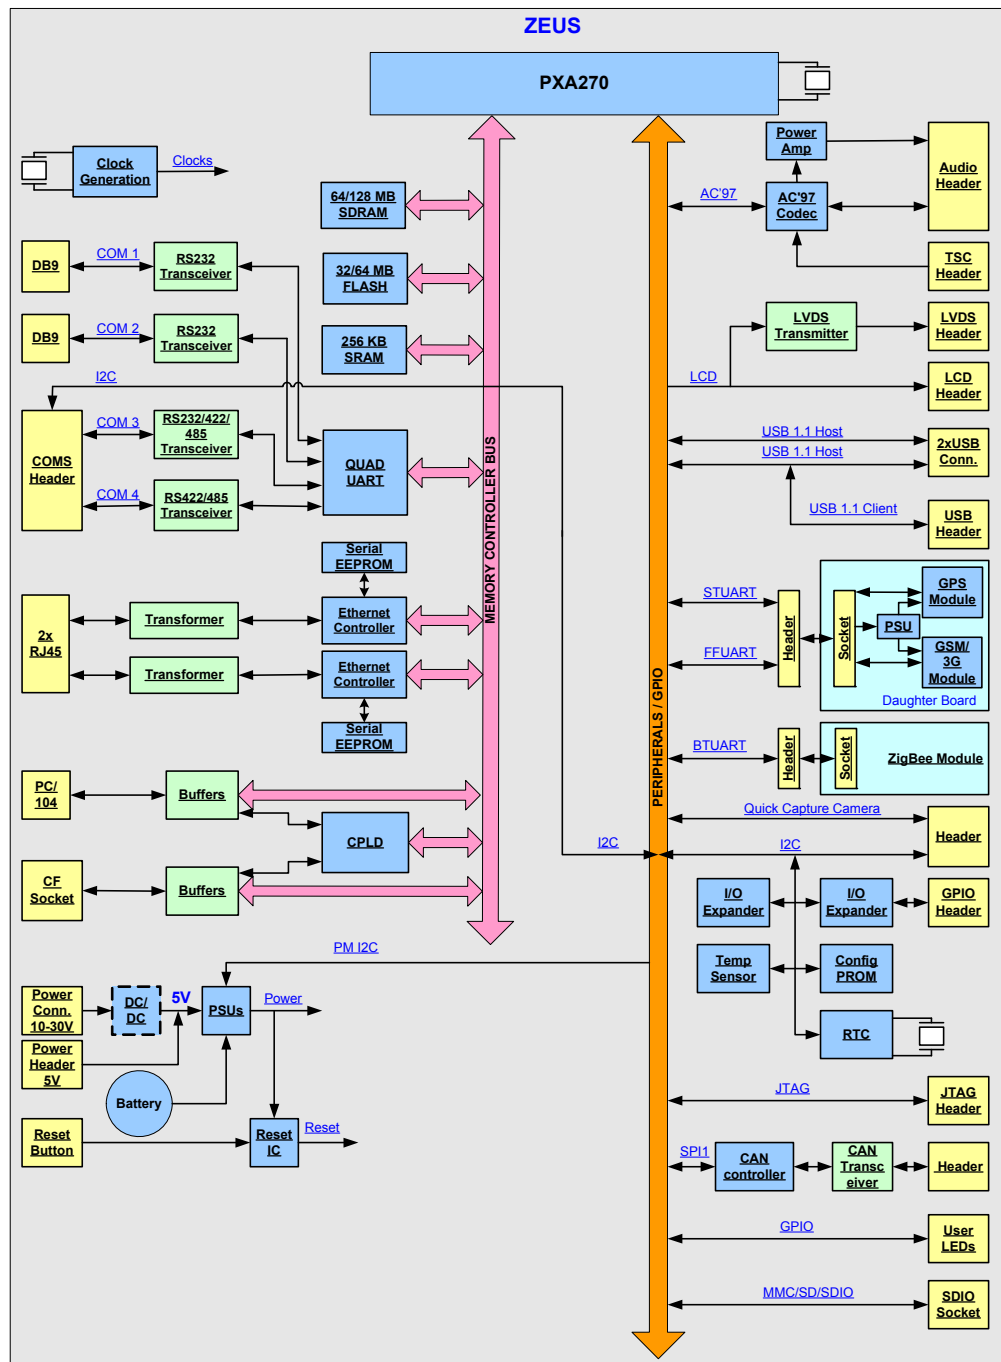 ZEUS
PXA270
Clock
Generation
Clocks
64/128 MB
SDRAM
32/64 MB
FLASH
256 KB
SRAM
DB9
COM 1
RS232
Transceiver
DB9
COM 2
RS232
Transceiver
I2C
COMS
Header
COM 3
RS232/422/
485
Transceiver
COM 4
RS422/485
Transceiver
QUAD
UART
MEMORY CONTROLLER BUS
Serial
EEPROM
2x
RJ45
Transformer
Ethernet
Controller
Transformer
Ethernet
Controller
Serial
EEPROM
PC/
104
Buffers
CPLD
CF
Socket
Buffers
PM I2C
Power
Conn.
10-30V
DC/
DC
5V
PSUs
Power
Power
Header
5V
Battery
Reset
Button
Reset
IC
Reset
PERIPHERALS / GPIO
Power
Amp
Audio
Header
AC'97
AC'97
Codec
TSC
Header
LVDS
Transmitter
LVDS
Header
LCD
LCD
Header
USB 1.1 Host
USB 1.1 Host
2xUSB
Conn.
USB 1.1 Client
USB
Header
STUART
FFUART
Header
Socket
PSU
GPS
Module
GSM/
3G
Module
Daughter Board
BTUART
Header
Socket
ZigBee Module
Quick Capture Camera
I2C
I2C
Header
I/O
Expander
I/O
Expander
GPIO
Header
Temp
Sensor
Config
PROM
RTC
JTAG
JTAG
Header
SPI1
CAN
controller
CAN
Transc
eiver
Header
GPIO
User
LEDs
MMC/SD/SDIO
SDIO
Socket